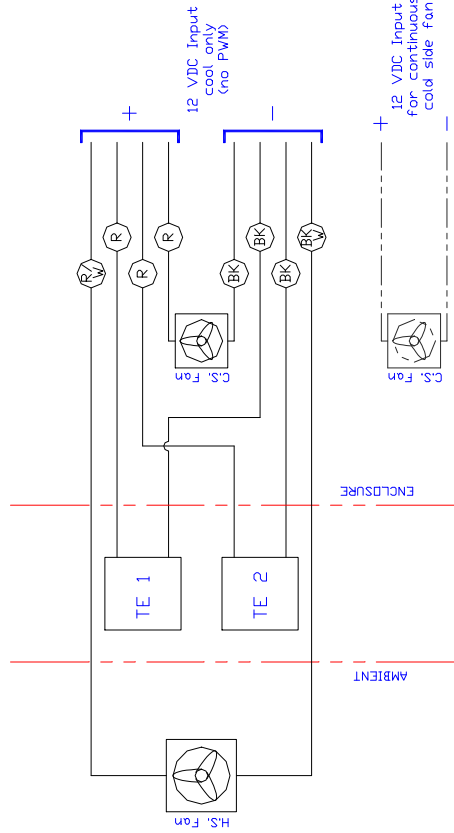 12 VDC Input
cool only
(no PWM)
+
-
R/W
R
R
R
BK
BK
BK
BK/W
C.S. Fan
12 VDC Input
for continuous
cold side fan
+
-
C.S. Fan
ENCLOSURE
TE 1
TE 2
AMBIENT
H.S. Fan